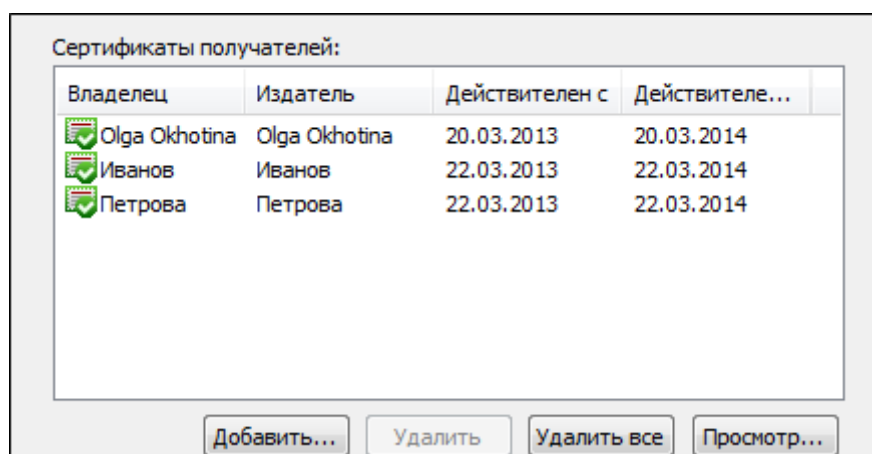 Сертификаты получателей:
Владелец Издатель Действителен с Действителе...
Olga Okhotina Olga Okhotina 20.03.2013 20.03.2014
Иванов Иванов 22.03.2013 22.03.2014
Петрова Петрова 22.03.2013 22.03.2014
Добавить... Удалить Удалить все Просмотр...